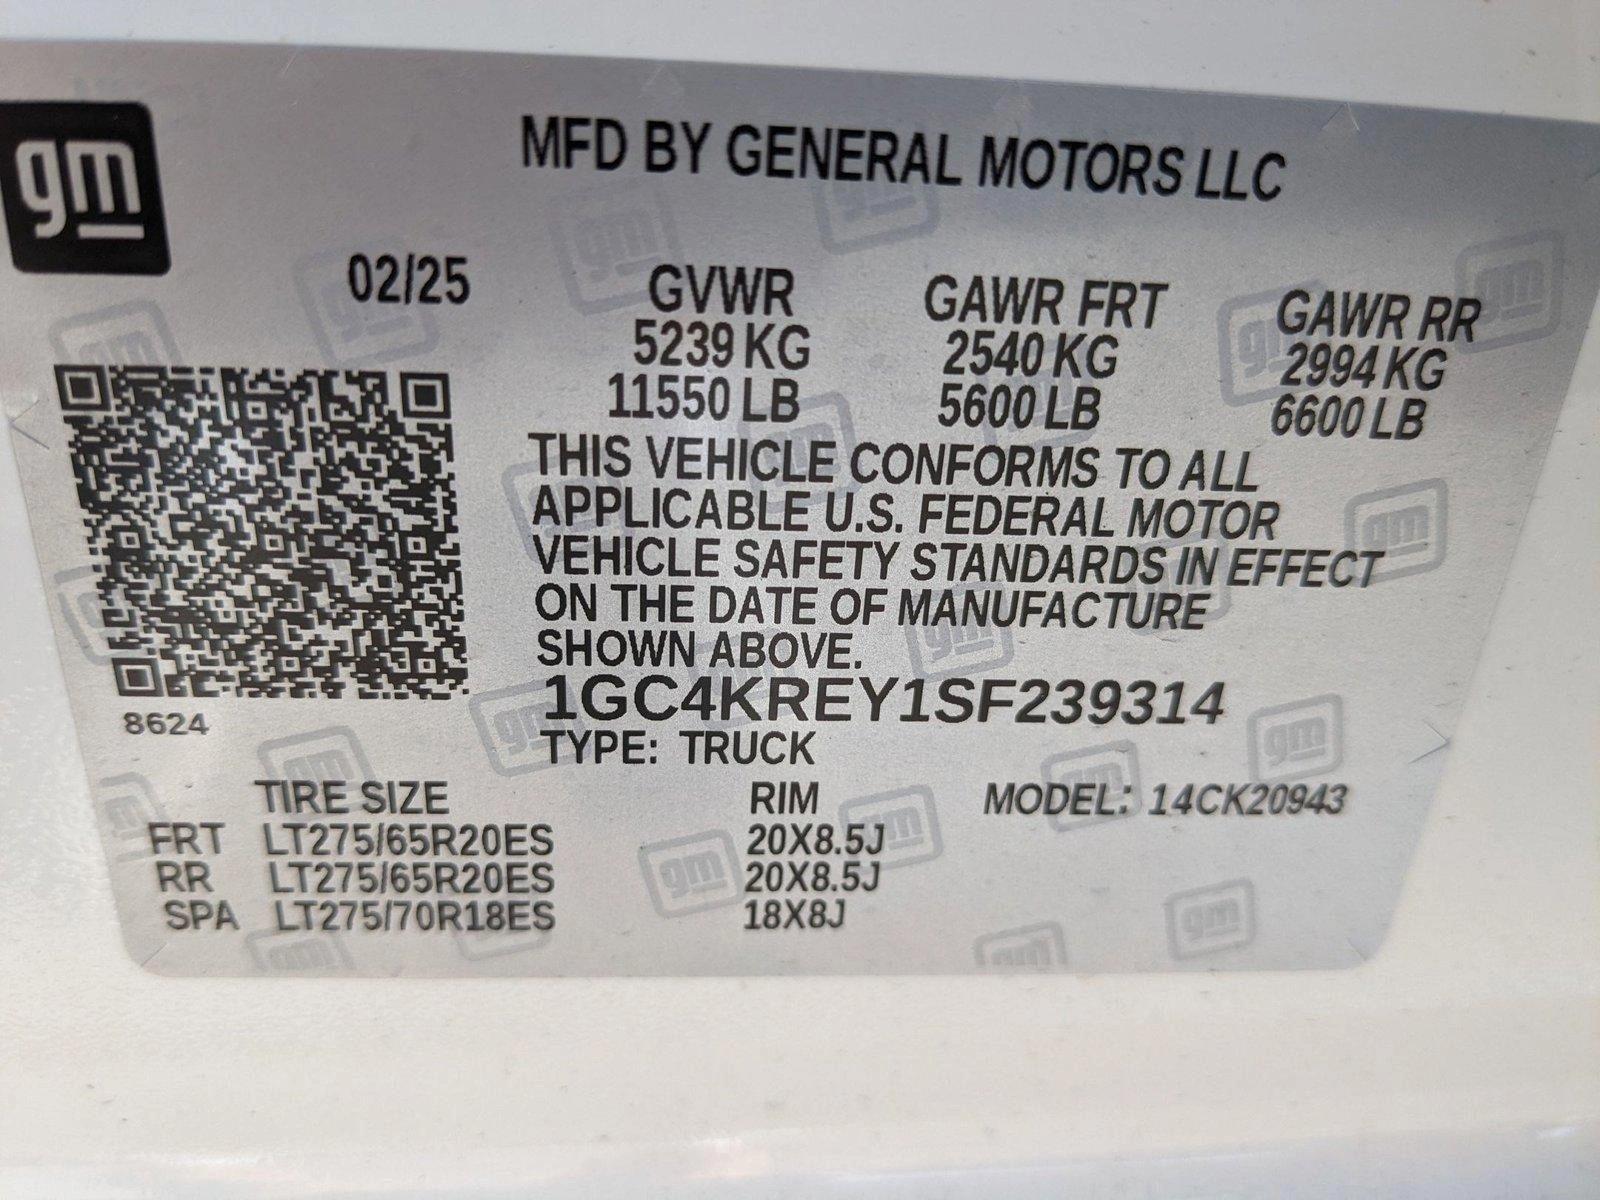 gm
MFD BY GENERAL MOTORS LLC
02/25 GVWR GAWR FRT GAWR RR
5239 KG 2540 KG 2994 KG
11550 LB 5600 LB 6600 LB
THIS VEHICLE CONFORMS TO ALL
APPLICABLE U.S. FEDERAL MOTOR
VEHICLE SAFETY STANDARDS IN EFFECT
ON THE DATE OF MANUFACTURE
SHOWN ABOVE.
1GC4KREY1SF239314
8624
TYPE: TRUCK
TIRE SIZE RIM MODEL: 14CK20943
FRT LT275/65R20ES 20X8.5J
RR LT275/65R20ES 20X8.5J
SPA LT275/70R18ES 18X8J